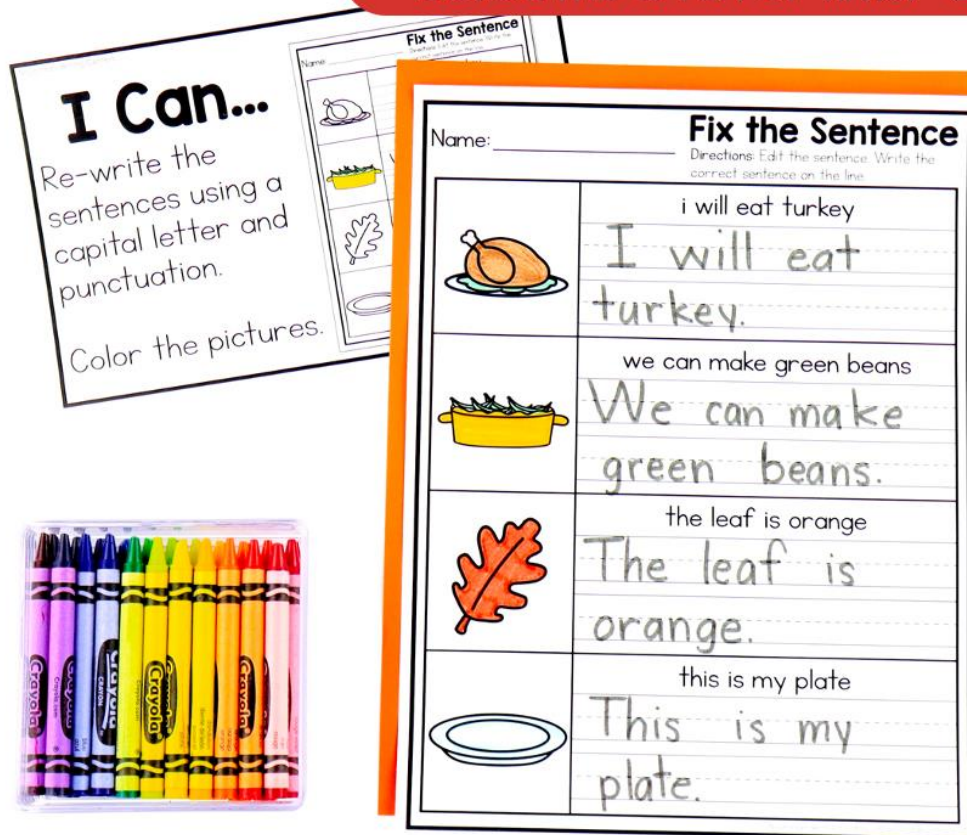 I Can...
Re-write the
sentences using a
capital letter and
punctuation.
Color the pictures.
Fix the Sentence
Name:
Name:
Fix the Sentence
Directions: Edit the sentence. Write the
correct sentence on the line.
i will eat turkey
I will eat
turkey.
we can make green beans
We can make
green beans.
the leaf is orange
The leaf is
orange.
this is my plate
This is my
plate.
Crayola
Crayola
CRAYON
Crayola
Crayola